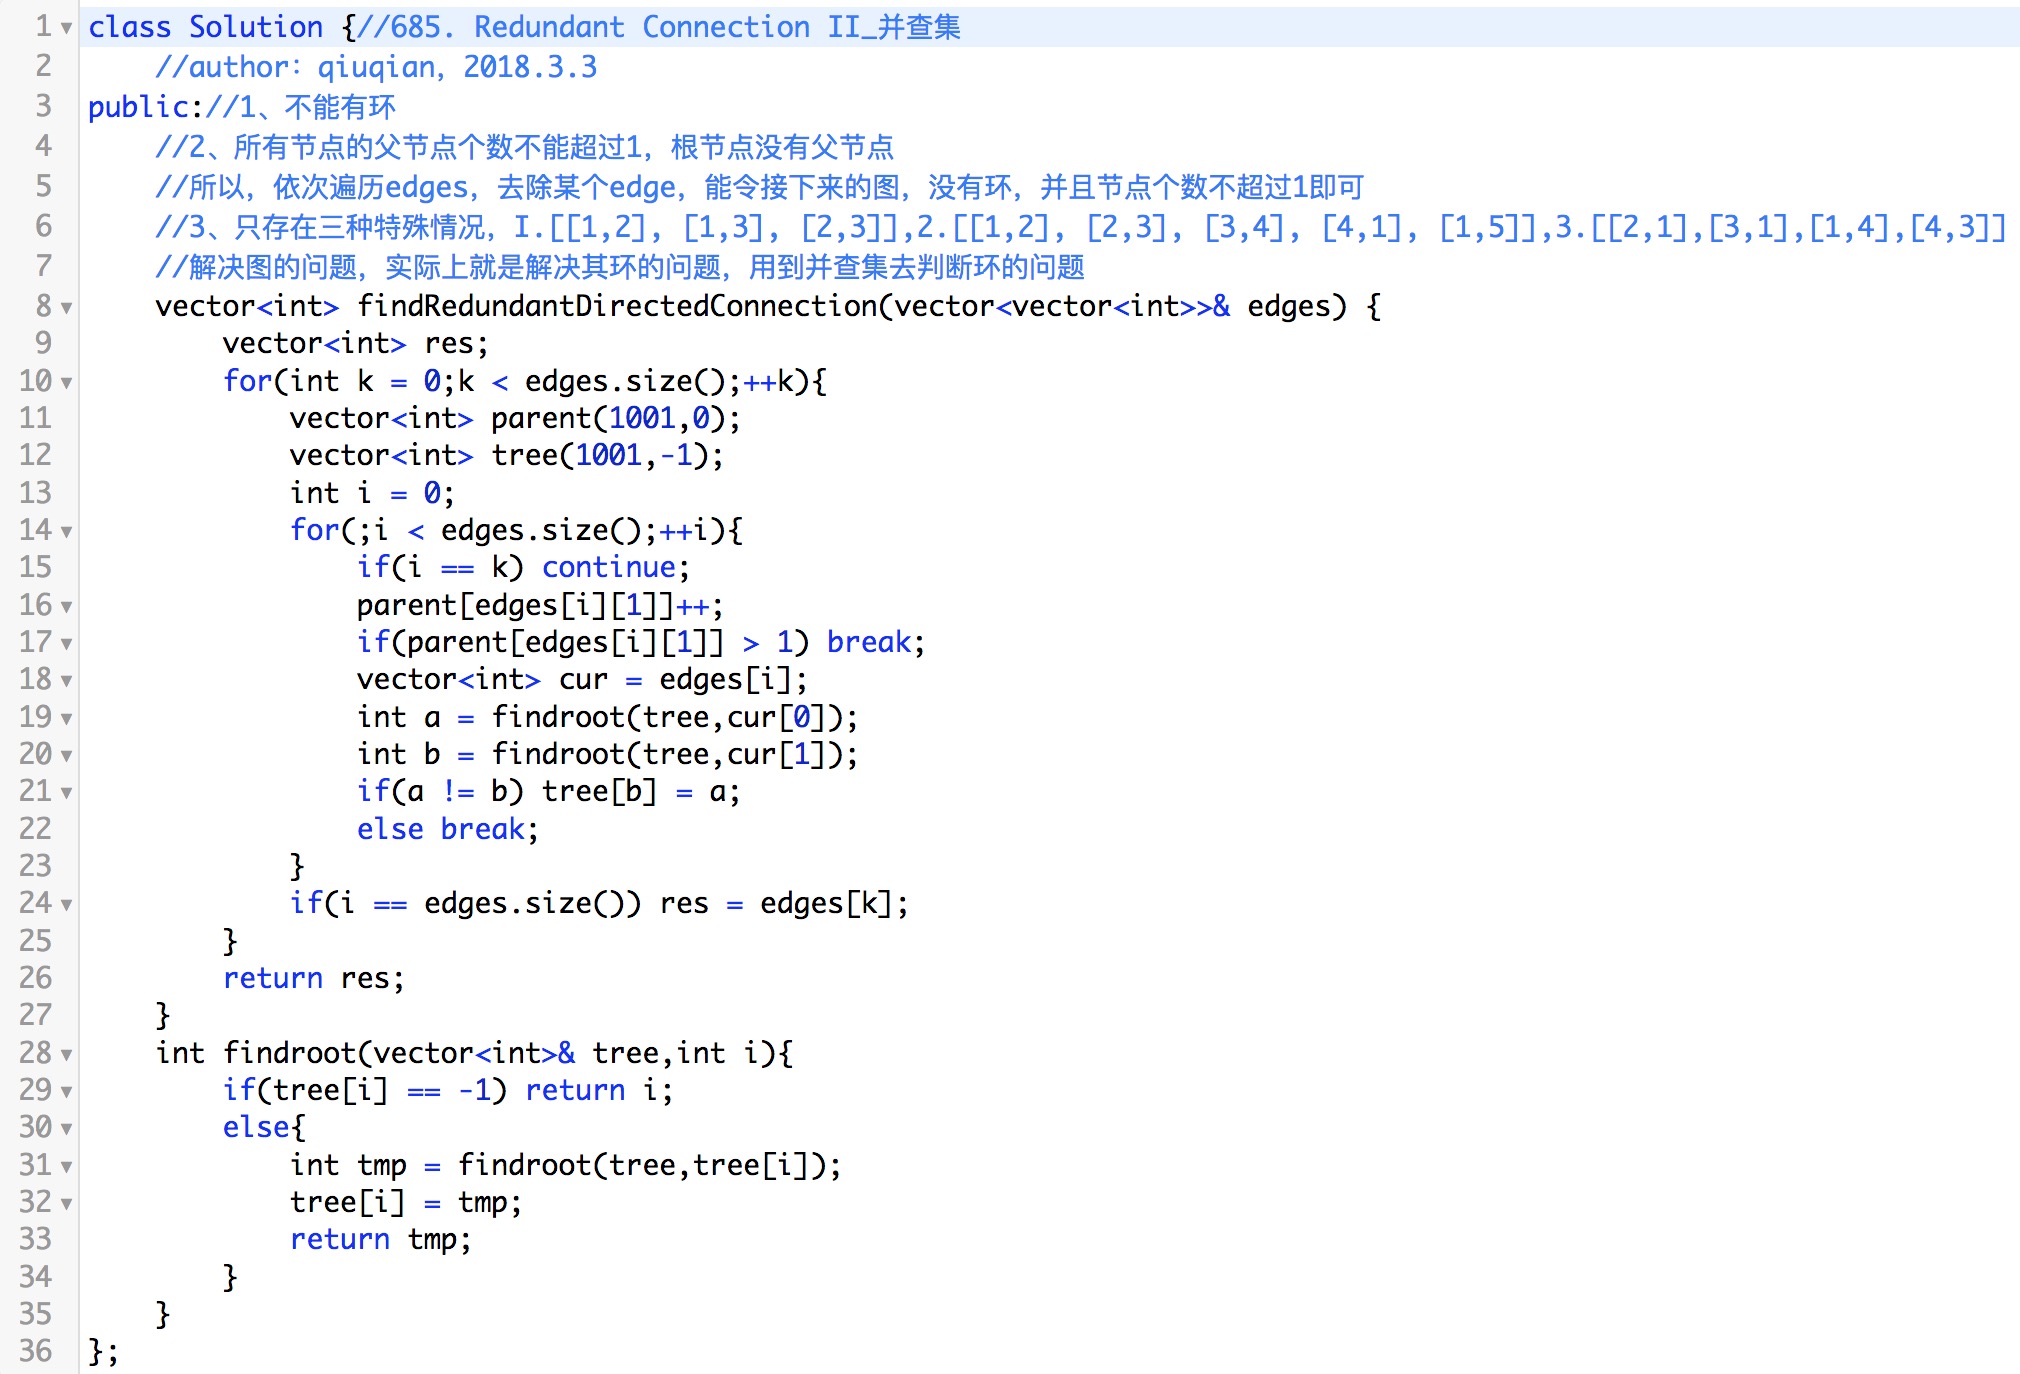 1 class Solution {//685. Redundant Connection II_并查集
2 //author：qiuqian，2018.3.3
3 public://1、不能有环
4 //2、所有节点的父节点个数不能超过1，根节点没有父节点
5 //所以，依次遍历edges，去除某个edge，能令接下来的图，没有环，并且节点个数不超过1即可
6 //3、只存在三种特殊情况，I.[[1,2], [1,3], [2,3]],2.[[1,2], [2,3], [3,4], [4,1], [1,5]],3.[[2,1],[3,1],[1,4],[4,3]]
7 //解决图的问题，实际上就是解决其环的问题，用到并查集去判断环的问题
8 vector<int> findRedundantDirectedConnection(vector<vector<int>>& edges) {
9 vector<int> res;
10 for(int k = 0;k < edges.size();++k){
11 vector<int> parent(1001,0);
12 vector<int> tree(1001,-1);
13 int i = 0;
14 for(;i < edges.size();++i){
15 if(i == k) continue;
16 parent[edges[i][1]]++;
17 if(parent[edges[i][1]] > 1) break;
18 vector<int> cur = edges[i];
19 int a = findroot(tree,cur[0]);
20 int b = findroot(tree,cur[1]);
21 if(a != b) tree[b] = a;
22 else break;
23 }
24 if(i == edges.size()) res = edges[k];
25 }
26 return res;
27 }
28 int findroot(vector<int>& tree,int i){
29 if(tree[i] == -1) return i;
30 else{
31 int tmp = findroot(tree,tree[i]);
32 tree[i] = tmp;
33 return tmp;
34 }
35 }
36 };